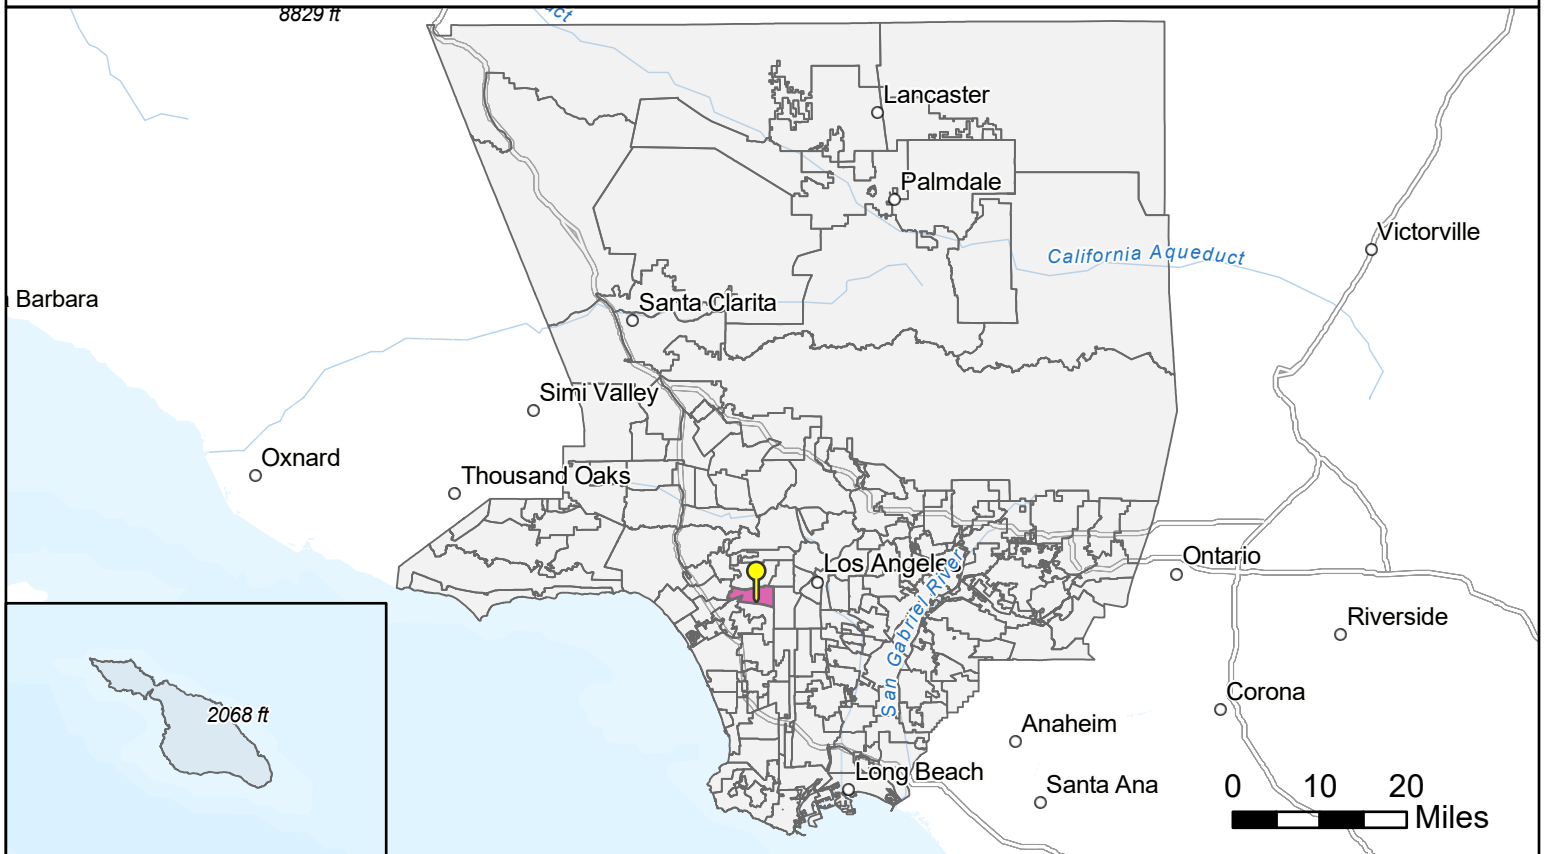 8829 ft
uct
Lancaster
Palmdale
Victorville
California Aqueduct
Barbara
Santa Clarita
Simi Valley
Oxnard
Thousand Oaks
Los Angeles
Ontario
San Gabriel River
Riverside
Corona
2068 ft
Anaheim
Long Beach
Santa Ana
0 10 20
Miles